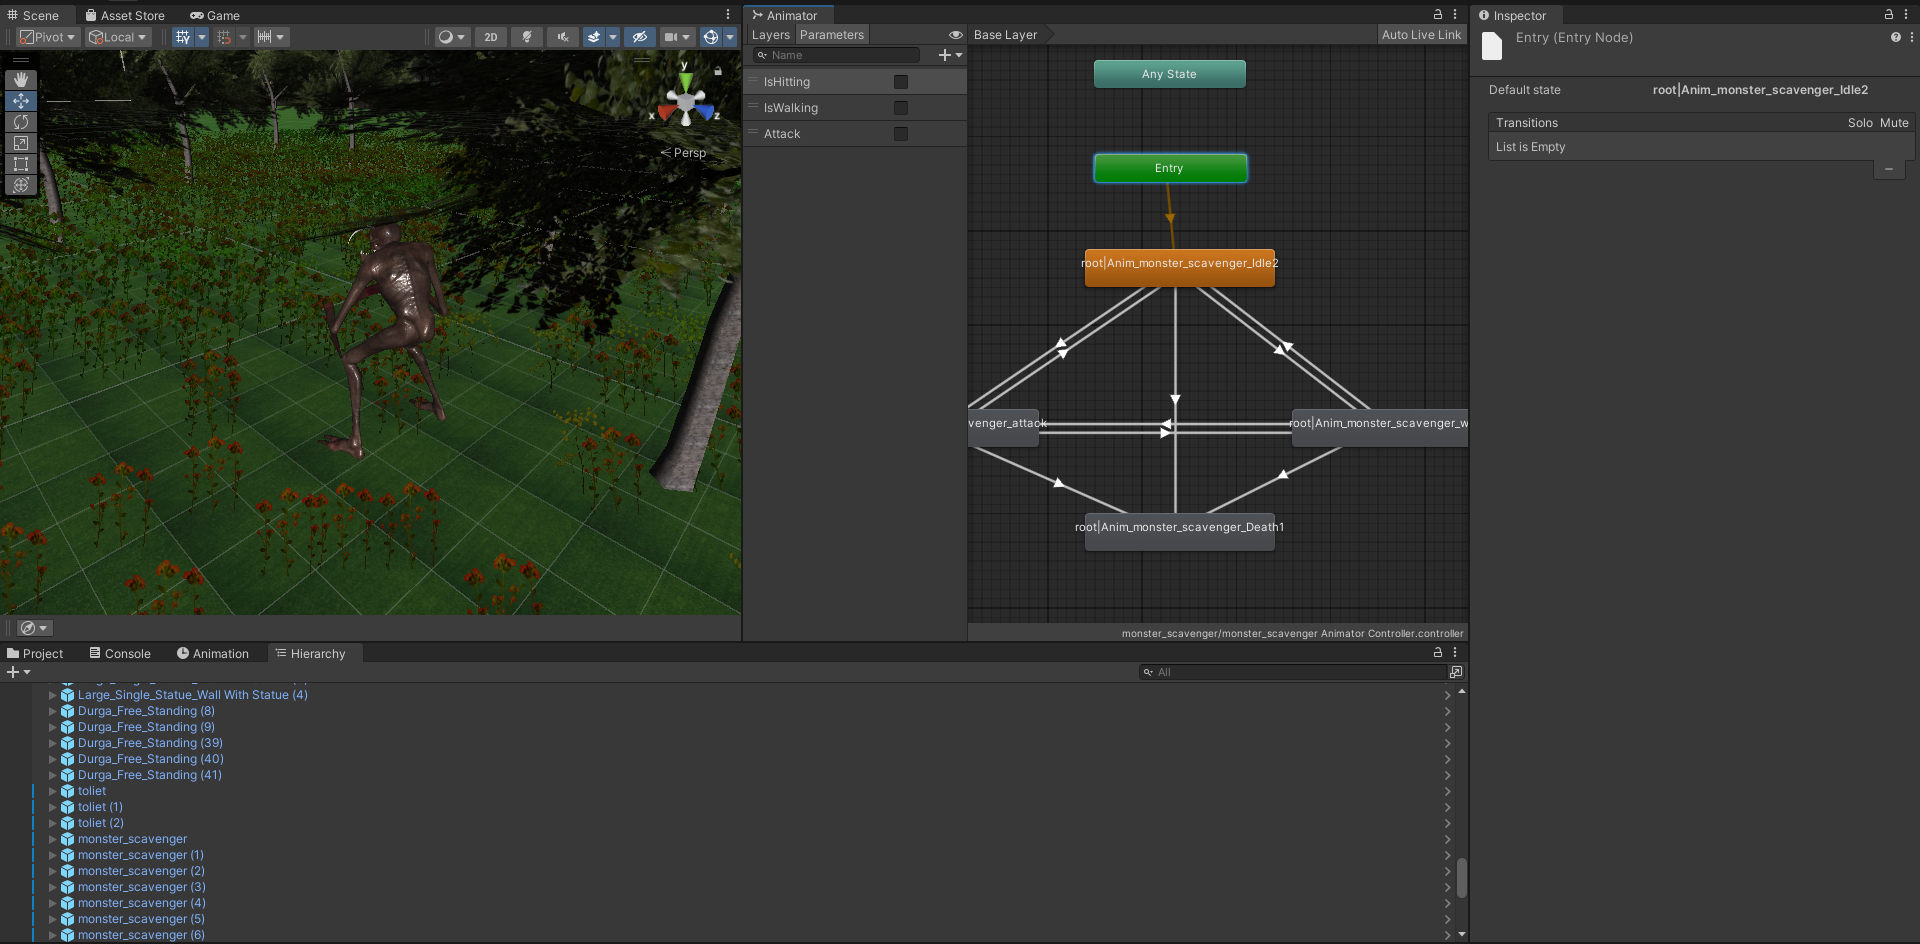 Scene
Asset Store
Game
Pivot
Local
2D
y
x
z
Persp
Animator
Layers
Parameters
Name
IsHitting
IsWalking
Attack
Base Layer
Auto Live Link
Any State
Entry
root|Anim_monster_scavenger_Idle2
venger_attack
root|Anim_monster_scavenger_w
root|Anim_monster_scavenger_Death1
monster_scavenger/monster_scavenger Animator Controller.controller
Inspector
Entry (Entry Node)
Default state
root|Anim_monster_scavenger_Idle2
Transitions
Solo
Mute
List is Empty
Project
Console
Animation
Hierarchy
All
Large_Single_Statue_Wall With Statue (4)
Durga_Free_Standing (8)
Durga_Free_Standing (9)
Durga_Free_Standing (39)
Durga_Free_Standing (40)
Durga_Free_Standing (41)
toliet
toliet (1)
toliet (2)
monster_scavenger
monster_scavenger (1)
monster_scavenger (2)
monster_scavenger (3)
monster_scavenger (4)
monster_scavenger (5)
monster_scavenger (6)